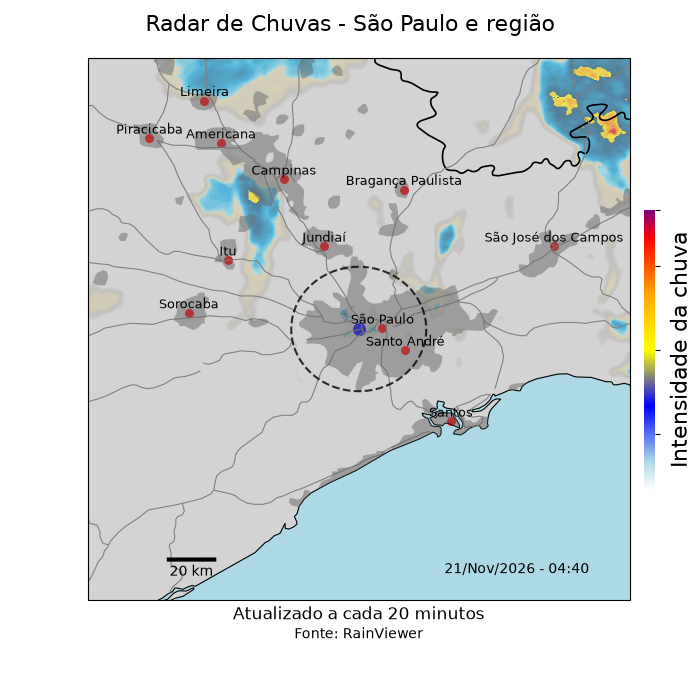 Radar de Chuvas - São Paulo e região
Limeira
Piracicaba
Americana
Campinas
Bragança Paulista
Itu
Jundiaí
São José dos Campos
Sorocaba
São Paulo
Santo André
Santos
20 km
21/Nov/2026 - 04:40
Intensidade da chuva
Atualizado a cada 20 minutos
Fonte: RainViewer